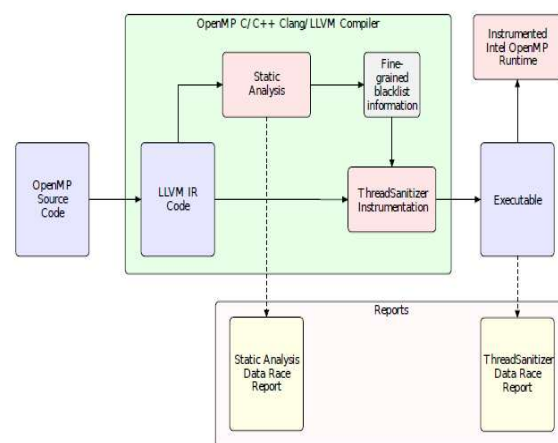 OpenMP C/C++ Clang/LLVM Compiler
Instrumented
Intel OpenMP
Runtime
Static
Analysis
Fine-
grained
blacklist
information
OpenMP
Source
Code
LLVM IR
Code
ThreadSanitizer
Instrumentation
Executable
Reports
Static Analysis
Data Race
Report
ThreadSanitizer
Data Race
Report